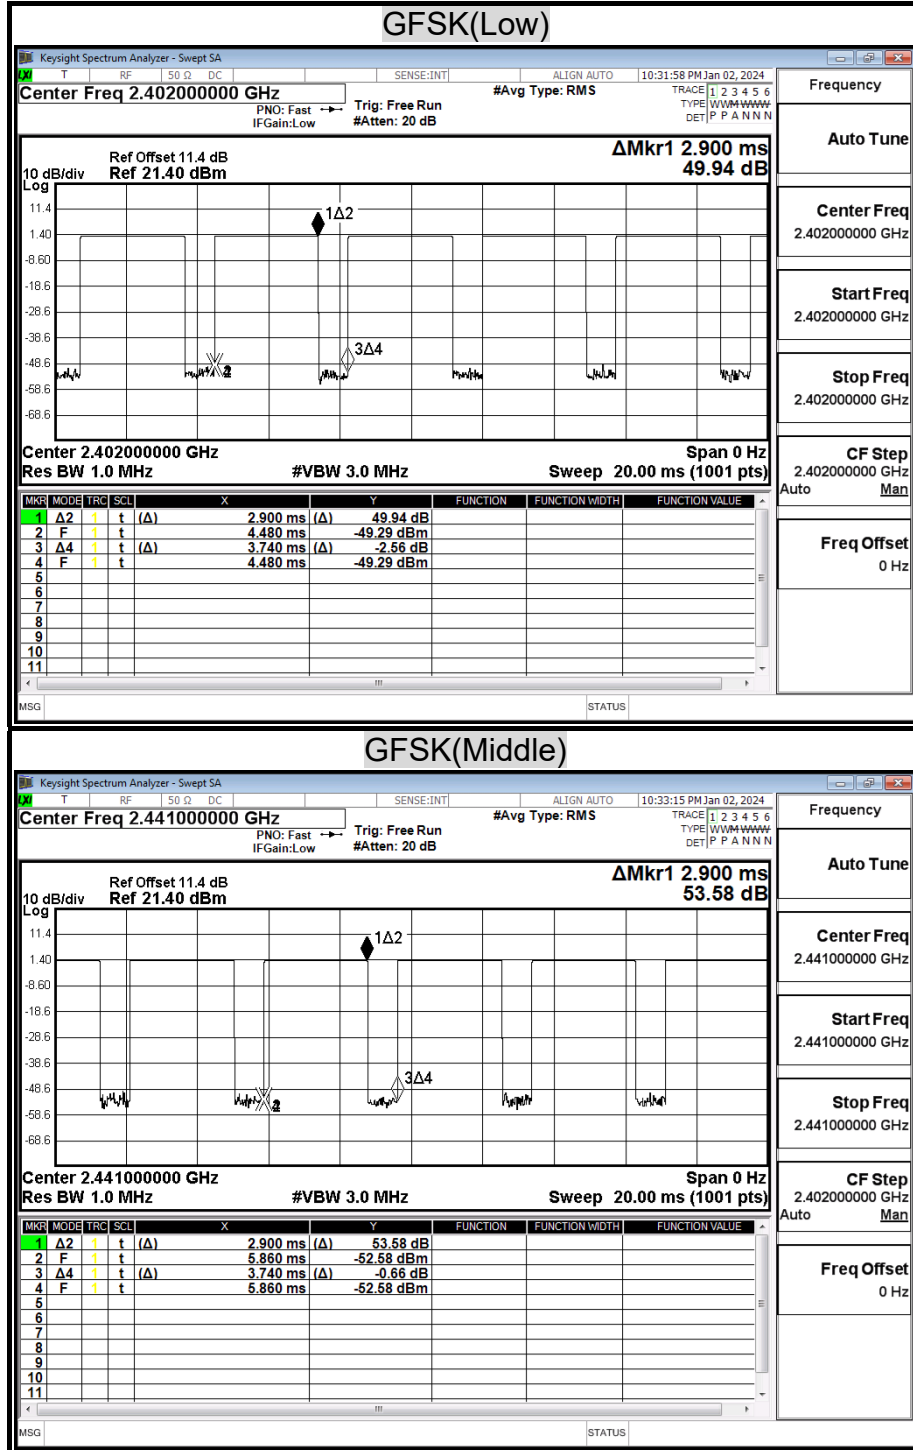 GFSK(Low)
Keysight Spectrum Analyzer - Swept SA
LXI T RF 50 Ω DC SENSE:INT ALIGN AUTO 10:31:58 PM Jan 02, 2024
Center Freq 2.402000000 GHz #Avg Type: RMS TRACE 1 2 3 4 5 6
PNO: Fast Trig: Free Run TYPE WWMWWWW
IFGain:Low #Atten: 20 dB DET P P A N N N
ΔMkr1 2.900 ms
49.94 dB
Ref Offset 11.4 dB
10 dB/div Ref 21.40 dBm
Log
11.4
1.40
-8.60
-18.6
-28.6
-38.6
-48.6
-58.6
-68.6
1Δ2
3Δ4
2
Center 2.402000000 GHz Span 0 Hz
Res BW 1.0 MHz #VBW 3.0 MHz Sweep 20.00 ms (1001 pts)
MKR MODE TRC SCL X Y FUNCTION FUNCTION WIDTH FUNCTION VALUE
1 Δ2 1 t (Δ) 2.900 ms (Δ) 49.94 dB
2 F 1 t 4.480 ms -49.29 dBm
3 Δ4 1 t (Δ) 3.740 ms (Δ) -2.56 dB
4 F 1 t 4.480 ms -49.29 dBm
5
6
7
8
9
10
11
MSG STATUS
Frequency
Auto Tune
Center Freq
2.402000000 GHz
Start Freq
2.402000000 GHz
Stop Freq
2.402000000 GHz
CF Step
2.402000000 GHz
Auto Man
Freq Offset
0 Hz
GFSK(Middle)
Keysight Spectrum Analyzer - Swept SA
LXI T RF 50 Ω DC SENSE:INT ALIGN AUTO 10:33:15 PM Jan 02, 2024
Center Freq 2.441000000 GHz #Avg Type: RMS TRACE 1 2 3 4 5 6
PNO: Fast Trig: Free Run TYPE WWMWWWW
IFGain:Low #Atten: 20 dB DET P P A N N N
ΔMkr1 2.900 ms
53.58 dB
Ref Offset 11.4 dB
10 dB/div Ref 21.40 dBm
Log
11.4
1.40
-8.60
-18.6
-28.6
-38.6
-48.6
-58.6
-68.6
1Δ2
3Δ4
2
Center 2.441000000 GHz Span 0 Hz
Res BW 1.0 MHz #VBW 3.0 MHz Sweep 20.00 ms (1001 pts)
MKR MODE TRC SCL X Y FUNCTION FUNCTION WIDTH FUNCTION VALUE
1 Δ2 1 t (Δ) 2.900 ms (Δ) 53.58 dB
2 F 1 t 5.860 ms -52.58 dBm
3 Δ4 1 t (Δ) 3.740 ms (Δ) -0.66 dB
4 F 1 t 5.860 ms -52.58 dBm
5
6
7
8
9
10
11
MSG STATUS
Frequency
Auto Tune
Center Freq
2.441000000 GHz
Start Freq
2.441000000 GHz
Stop Freq
2.441000000 GHz
CF Step
2.402000000 GHz
Auto Man
Freq Offset
0 Hz